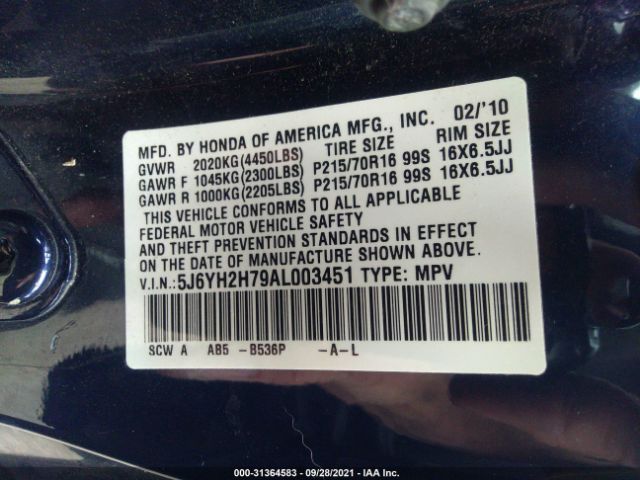 MFD. BY HONDA OF AMERICA MFG., INC. 02/'10
GVWR 2020KG(4450LBS) TIRE SIZE RIM SIZE
GAWR F 1045KG(2300LBS) P215/70R16 99S 16X6.5JJ
GAWR R 1000KG(2205LBS) P215/70R16 99S 16X6.5JJ
THIS VEHICLE CONFORMS TO ALL APPLICABLE
FEDERAL MOTOR VEHICLE SAFETY
AND THEFT PREVENTION STANDARDS IN EFFECT
ON THE DATE OF MANUFACTURE SHOWN ABOVE.
V.I.N.: 5J6YH2H79AL003451 TYPE: MPV
SCW A A85 -B536P -A-L
000-31364583 - 09/28/2021 - IAA Inc.